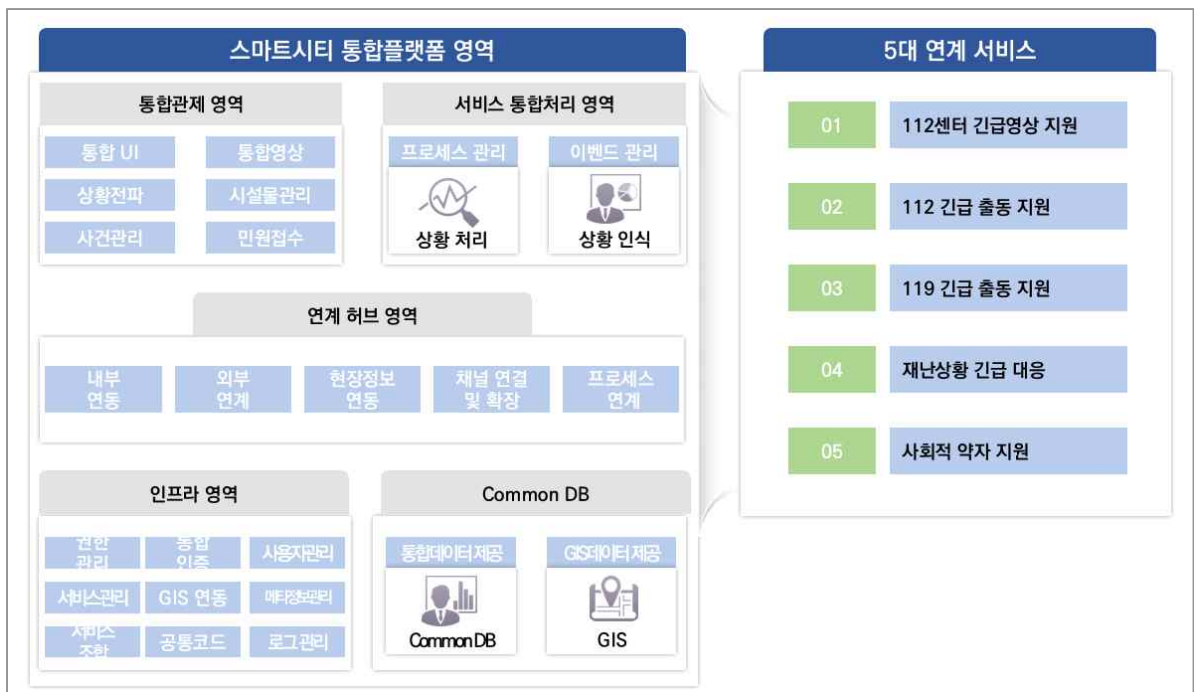 스마트시티 통합플랫폼 영역
통합관제 영역
통합 UI
통합영상
상황전파
시설물관리
사건관리
민원접수
서비스 통합처리 영역
프로세스 관리
이벤트 관리
상황 처리
상황 인식
연계 허브 영역
내부
연동
외부
연계
현장정보
연동
채널 연결
및 확장
프로세스
연계
인프라 영역
권한
관리
통합
인증
사용자관리
서비스관리
GIS 연동
메타정보관리
서비스
조합
공통코드
로그관리
Common DB
통합데이터제공
GIS데이터제공
Common DB
GIS
5대 연계 서비스
01
112센터 긴급영상 지원
02
112 긴급 출동 지원
03
119 긴급 출동 지원
04
재난상황 긴급 대응
05
사회적 약자 지원